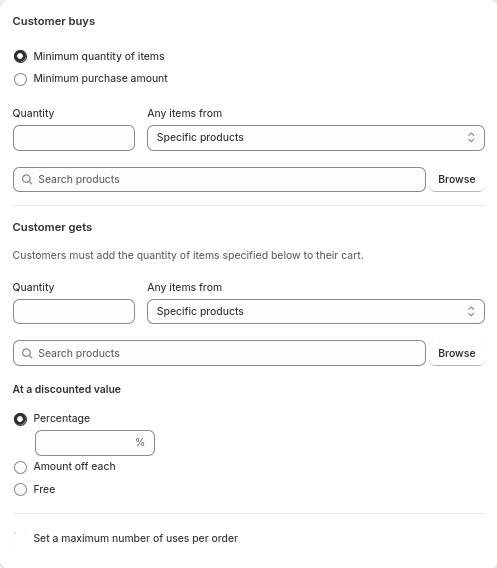 Customer buys
Minimum quantity of items
Minimum purchase amount
Quantity
Any items from
Specific products
Search products
Browse
Customer gets
Customers must add the quantity of items specified below to their cart.
Quantity
Any items from
Specific products
Search products
Browse
At a discounted value
Percentage
%
Amount off each
Free
Set a maximum number of uses per order